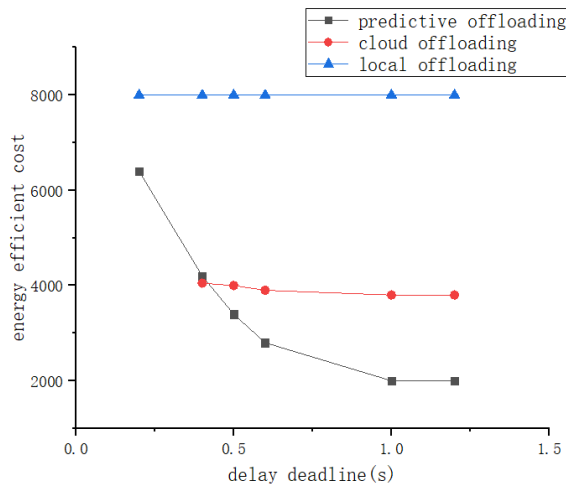 predictive offloading
cloud offloading
local offloading
8000
6000
4000
2000
energy efficient cost
0.0
0.5
1.0
1.5
delay deadline(s)